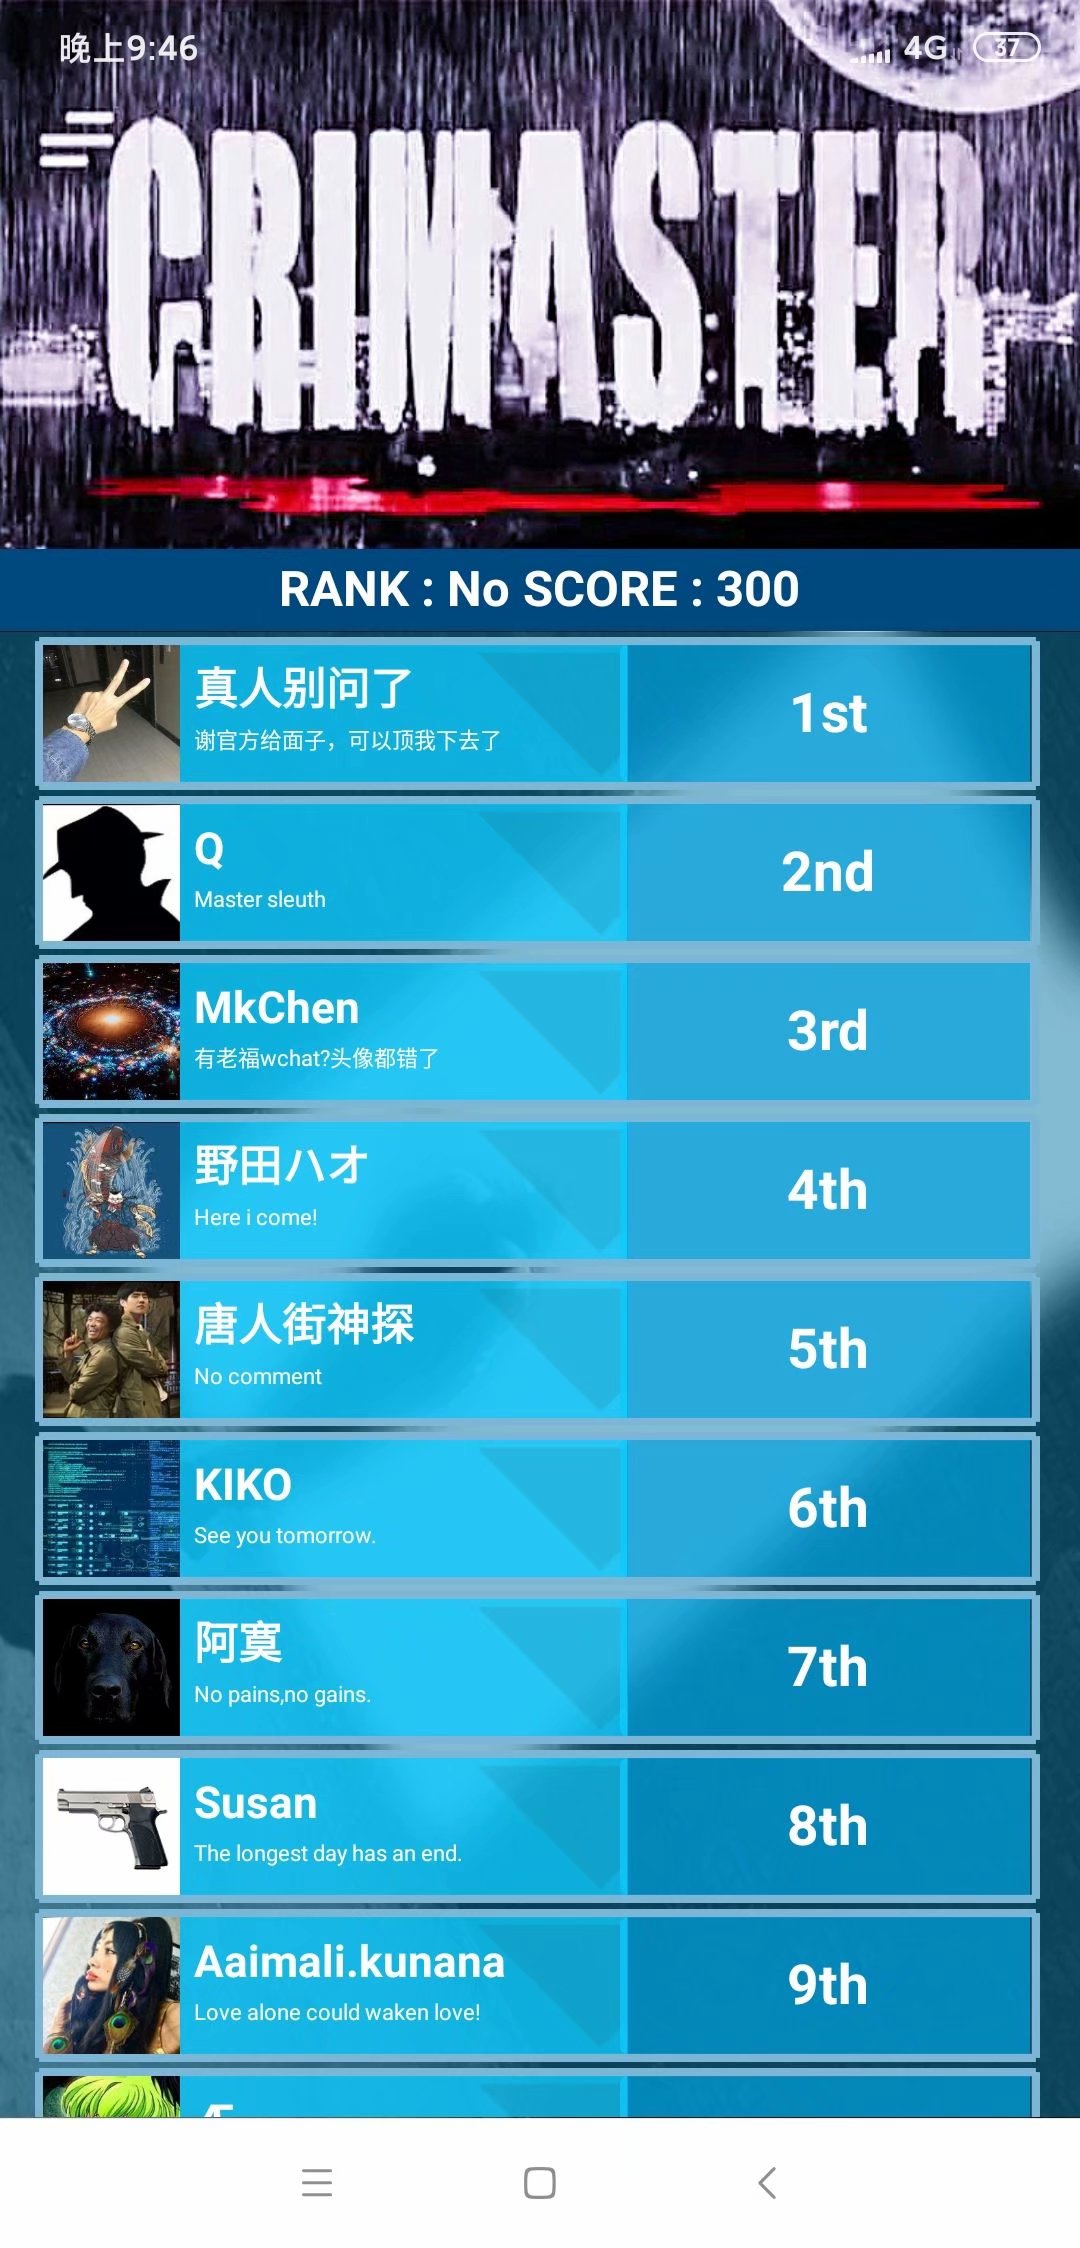 晚上9:46
4G
37
CRIMASTER
RANK : No SCORE : 300
真人别问了
谢官方给面子，可以顶我下去了
1st
Q
Master sleuth
2nd
MkChen
有老福wchat?头像都错了
3rd
野田ハオ
Here i come!
4th
唐人街神探
No comment
5th
KIKO
See you tomorrow.
6th
阿寞
No pains,no gains.
7th
Susan
The longest day has an end.
8th
Aaimali.kunana
Love alone could waken love!
9th